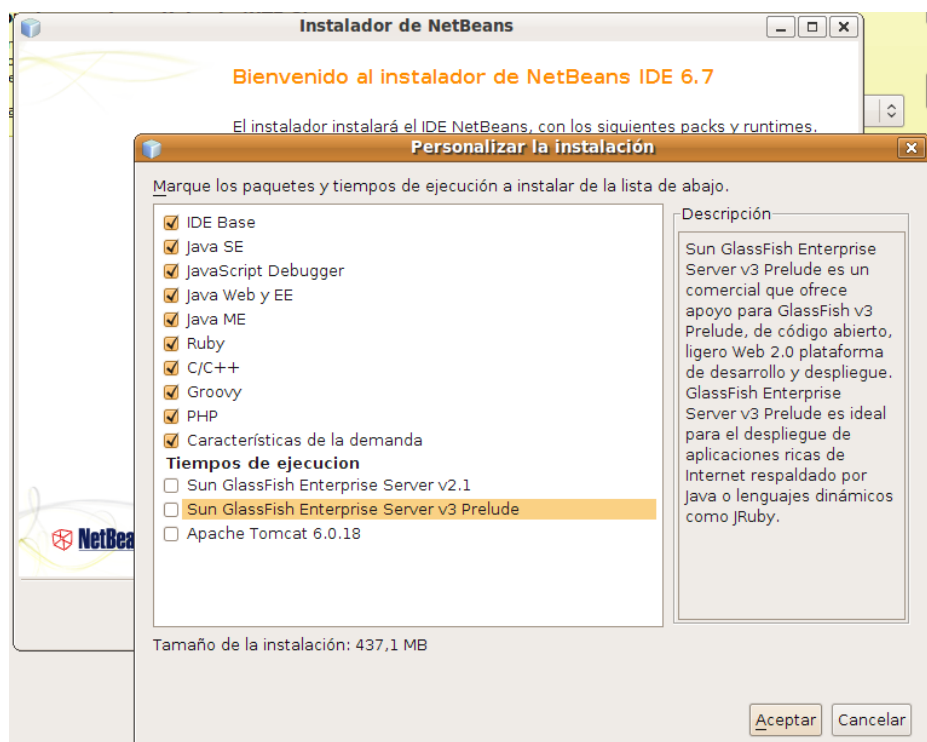 Instalador de NetBeans
Bienvenido al instalador de NetBeans IDE 6.7
El instalador instalará el IDE NetBeans, con los siguientes packs y runtimes.
Personalizar la instalación
Marque los paquetes y tiempos de ejecución a instalar de la lista de abajo.
IDE Base
Java SE
JavaScript Debugger
Java Web y EE
Java ME
Ruby
C/C++
Groovy
PHP
Características de la demanda
Tiempos de ejecucion
Sun GlassFish Enterprise Server v2.1
Sun GlassFish Enterprise Server v3 Prelude
Apache Tomcat 6.0.18
Descripción
Sun GlassFish Enterprise
Server v3 Prelude es un
comercial que ofrece
apoyo para GlassFish v3
Prelude, de código abierto,
ligero Web 2.0 plataforma
de desarrollo y despliegue.
GlassFish Enterprise
Server v3 Prelude es ideal
para el despliegue de
aplicaciones ricas de
Internet respaldado por
Java o lenguajes dinámicos
como JRuby.
NetBea
Tamaño de la instalación: 437,1 MB
Aceptar
Cancelar